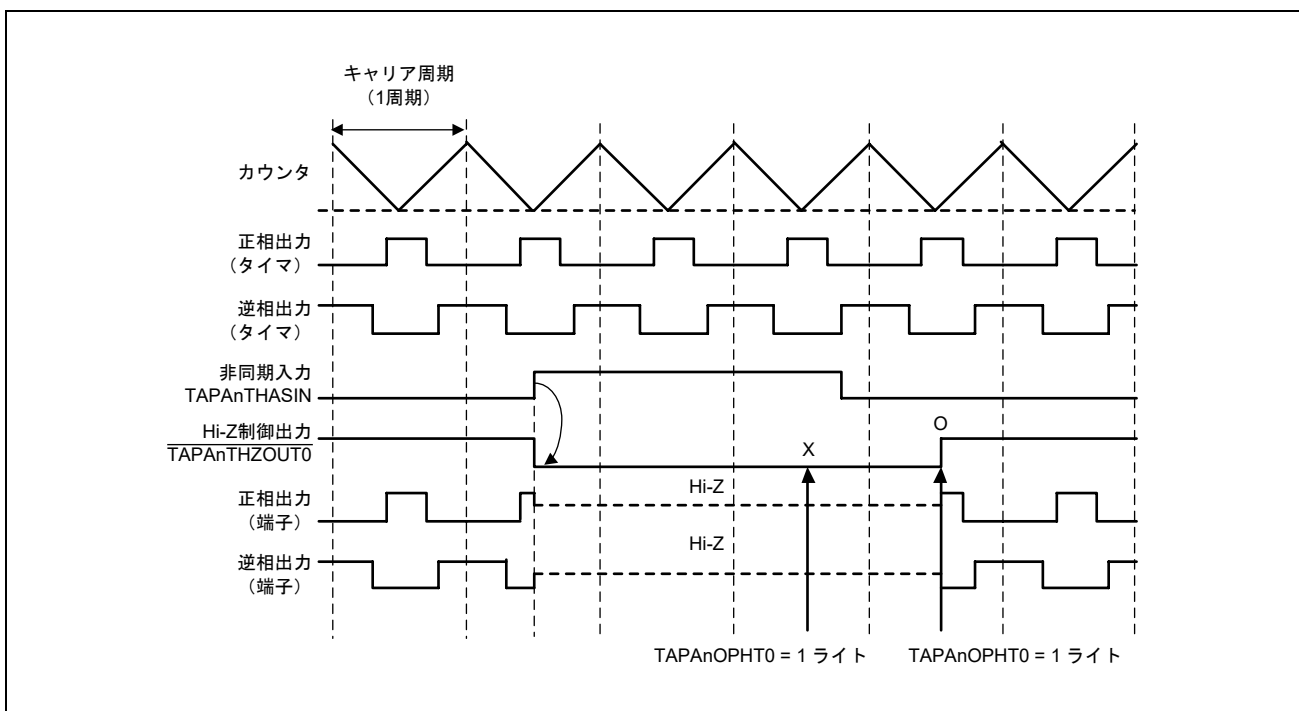 キャリア周期
(1周期)
カウンタ
正相出力
(タイマ)
逆相出力
(タイマ)
非同期入力
TAPAnTHASIN
Hi-Z制御出力
TAPAnTHZOUT0
O
X
正相出力
(端子)
Hi-Z
逆相出力
(端子)
Hi-Z
TAPAnOPHT0 = 1 ライト
TAPAnOPHT0 = 1 ライト